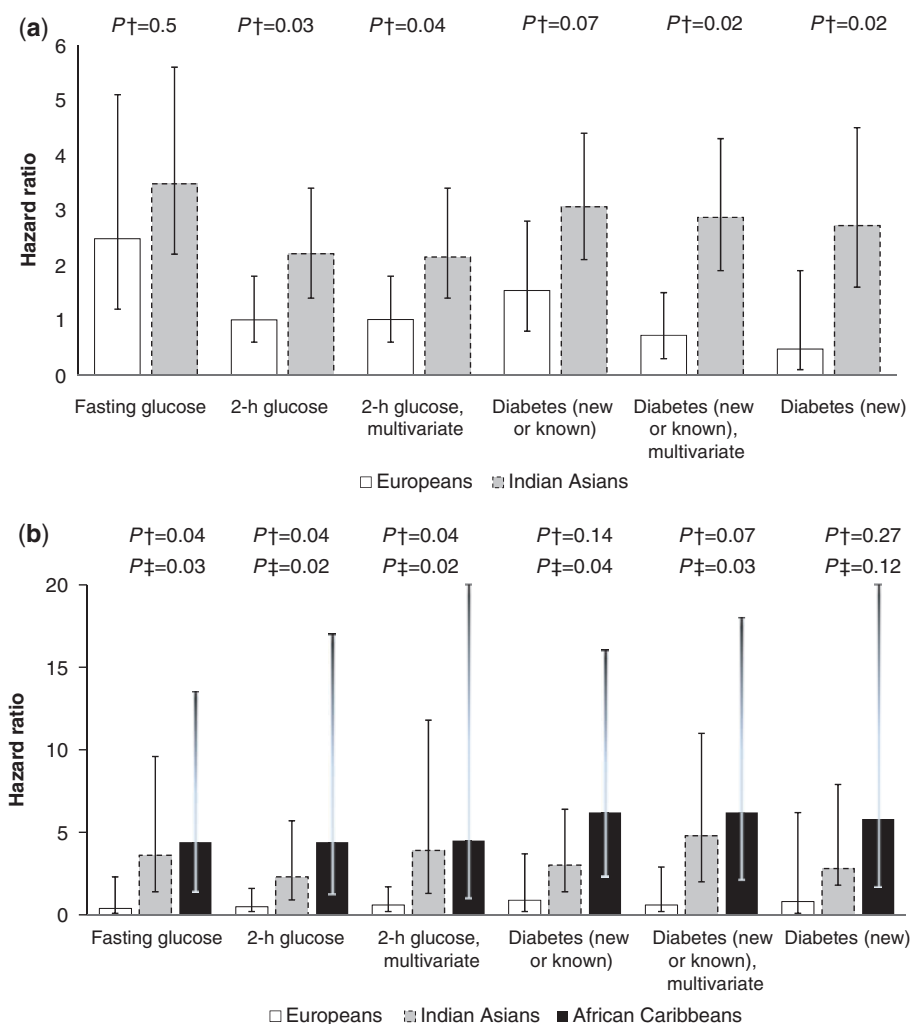 (a) P†=0.5 P†=0.03 P†=0.04 P†=0.07 P†=0.02 P†=0.02
6
5
4
3
2
1
0
Hazard ratio
Fasting glucose 2-h glucose 2-h glucose, Diabetes (new Diabetes (new Diabetes (new)
multivariate or known) or known),
multivariate
Europeans Indian Asians
(b) P†=0.04 P†=0.04 P†=0.04 P†=0.14 P†=0.07 P†=0.27
P‡=0.03 P‡=0.02 P‡=0.02 P‡=0.04 P‡=0.03 P‡=0.12
20
15
10
5
0
Hazard ratio
Fasting glucose 2-h glucose 2-h glucose, Diabetes (new Diabetes (new Diabetes (new)
multivariate or known) or known),
multivariate
Europeans Indian Asians African Caribbeans